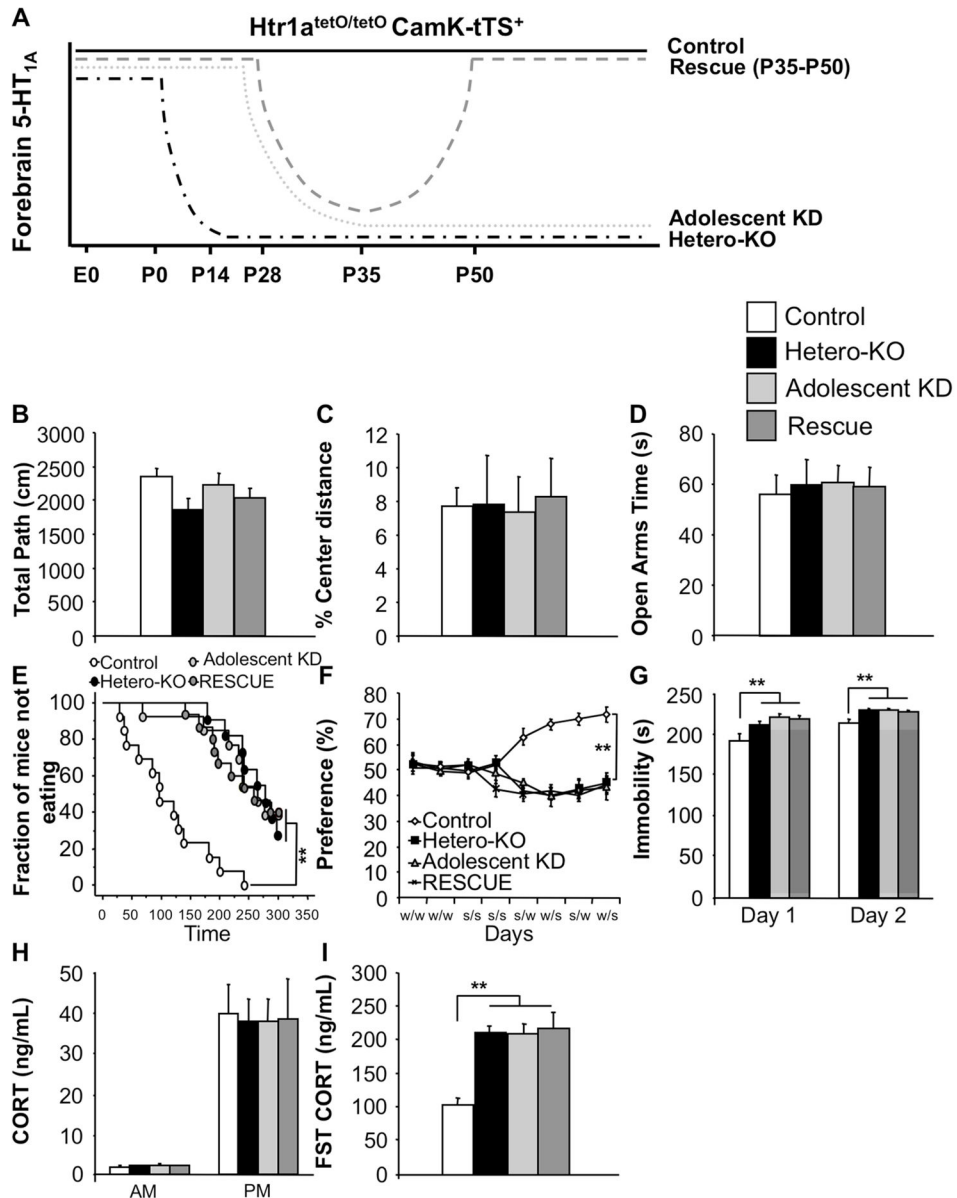 A
Htr1a^tetO/tetO CamK-tTS⁺
Forebrain 5-HT₁A
Control
Rescue (P35-P50)
Adolescent KD
Hetero-KO
E0 P0 P14 P28 P35 P50
Control
Hetero-KO
Adolescent KD
Rescue
B
Total Path (cm)
3000
2500
2000
1500
1000
500
0
C
% Center distance
12
10
8
6
4
2
0
D
Open Arms Time (s)
80
60
40
20
0
E
Control Adolescent KD
Hetero-KO RESCUE
Fraction of mice not eating
100
80
60
40
20
0
**
0 50 100 150 200 250 300 350
Time
F
Preference (%)
80
70
60
50
40
30
20
10
0
**
Control
Hetero-KO
Adolescent KD
RESCUE
w/w w/w s/s s/s s/w w/s s/w w/s
Days
G
Immobility (s)
250
200
150
200
50
0
** **
Day 1 Day 2
H
CORT (ng/mL)
50
40
30
20
10
0
AM PM
I
FST CORT (ng/mL)
300
250
200
150
100
50
0
**